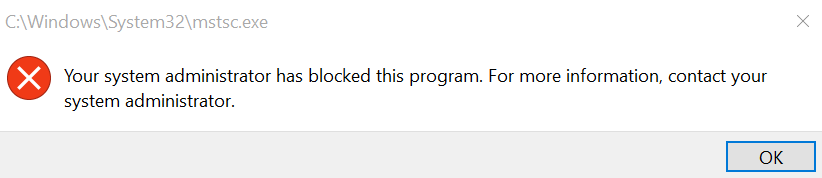 C:\Windows\System32\mstsc.exe
Your system administrator has blocked this program. For more information, contact your
system administrator.
OK